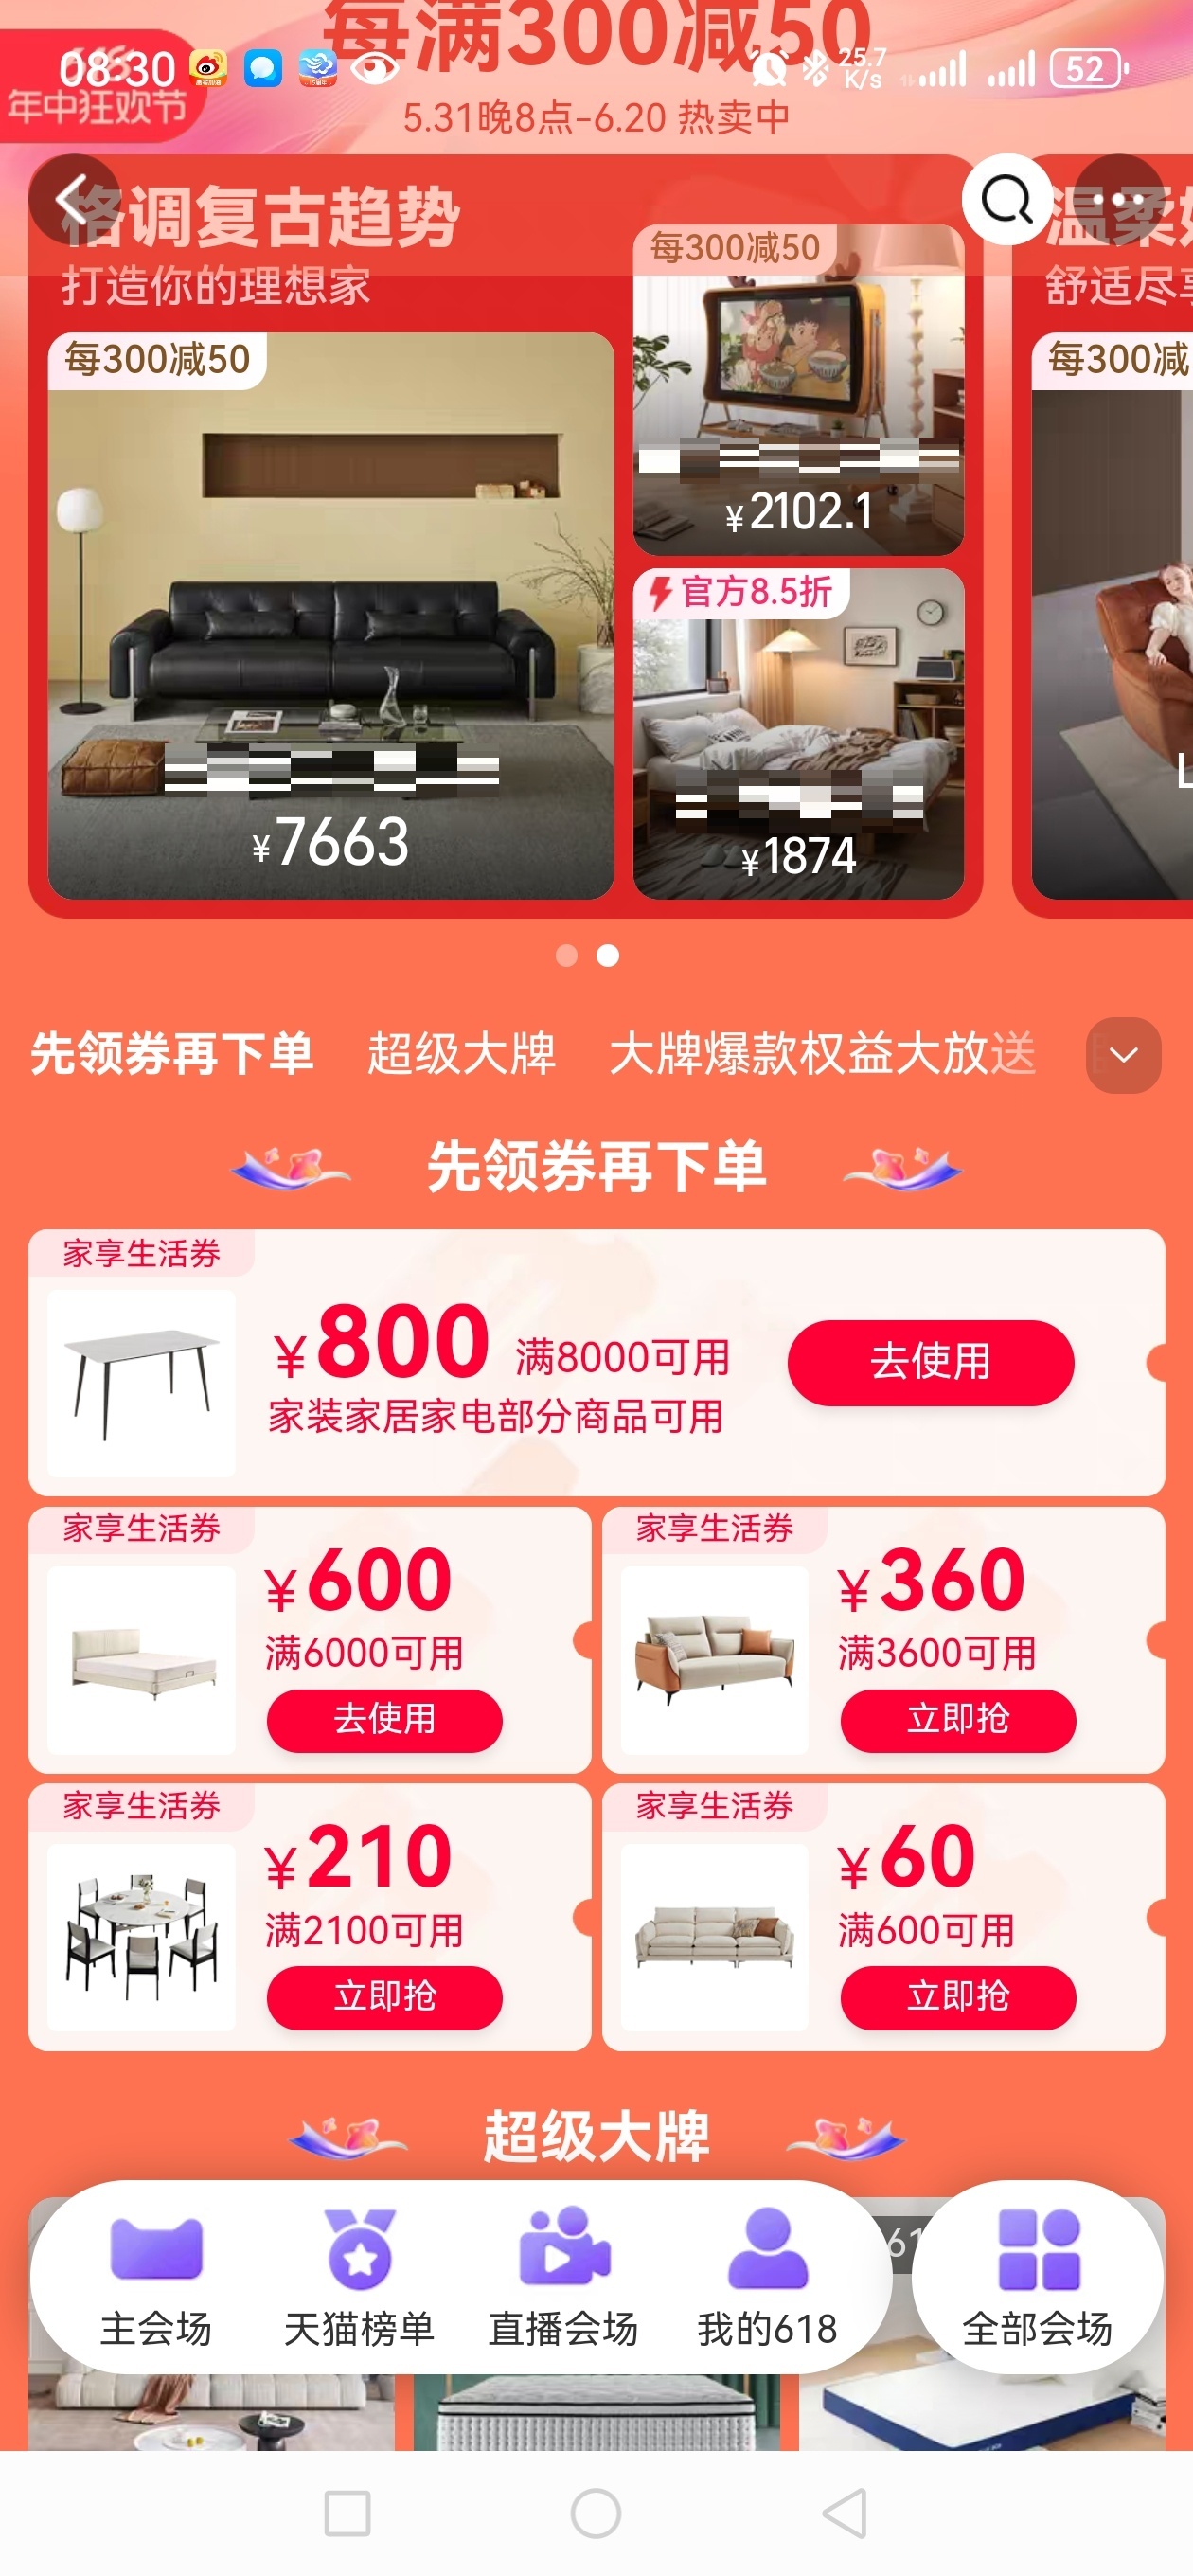 每满300减50
08:30
25.7
K/s
52
年中狂欢节
5.31晚8点-6.20 热卖中
格调复古趋势
打造你的理想家
每300减50
每300减50
¥2102.1
官方8.5折
¥7663
¥1874
舒适尽享
每300减
L
先领券再下单 超级大牌 大牌爆款权益大放送
先领券再下单
家享生活券
¥800 满8000可用
家装家居家电部分商品可用
去使用
家享生活券
¥600
满6000可用
去使用
家享生活券
¥360
满3600可用
立即抢
家享生活券
¥210
满2100可用
立即抢
家享生活券
¥60
满600可用
立即抢
超级大牌
61
主会场 天猫榜单 直播会场 我的618 全部会场